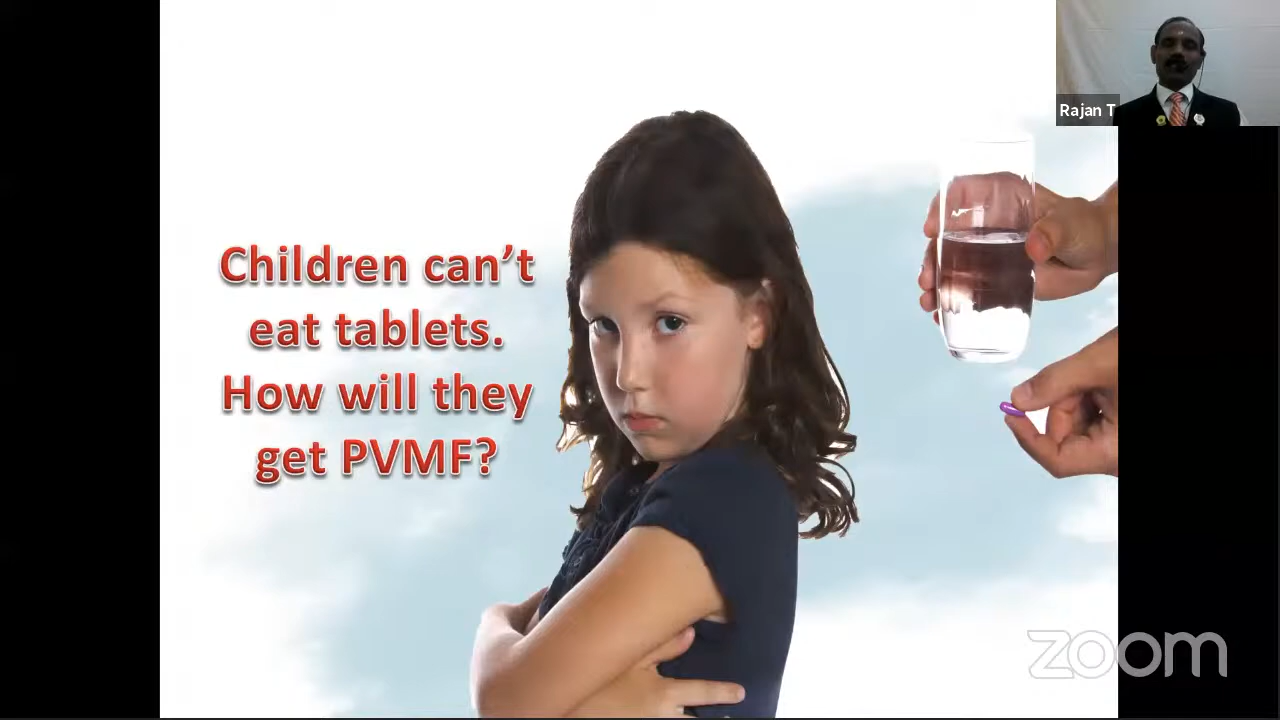 Rajan T
Children can't
eat tablets.
How will they
get PVMF?
zoom